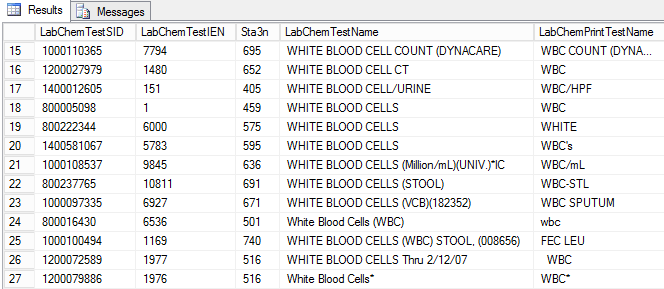 Results Messages
LabChemTestSID LabChemTestIEN Sta3n LabChemTestName LabChemPrintTestName
15 1000110365 7794 695 WHITE BLOOD CELL COUNT (DYNACARE) WBC COUNT (DYNA...
16 1200027979 1480 652 WHITE BLOOD CELL CT WBC
17 1400012605 151 405 WHITE BLOOD CELL/URINE WBC/HPF
18 800005098 1 459 WHITE BLOOD CELLS WBC
19 800222344 6000 575 WHITE BLOOD CELLS WHITE
20 1400581067 5783 595 WHITE BLOOD CELLS WBC's
21 1000108537 9845 636 WHITE BLOOD CELLS (Million/mL)(UNIV.)*IC WBC/mL
22 800237765 10811 691 WHITE BLOOD CELLS (STOOL) WBC-STL
23 1000097335 6927 671 WHITE BLOOD CELLS (VCB)(182352) WBC SPUTUM
24 800016430 6536 501 White Blood Cells (WBC) wbc
25 1000100494 1169 740 WHITE BLOOD CELLS (WBC) STOOL, (008656) FEC LEU
26 1200072589 1977 516 WHITE BLOOD CELLS Thru 2/12/07 WBC
27 1200079886 1976 516 White Blood Cells* WBC*